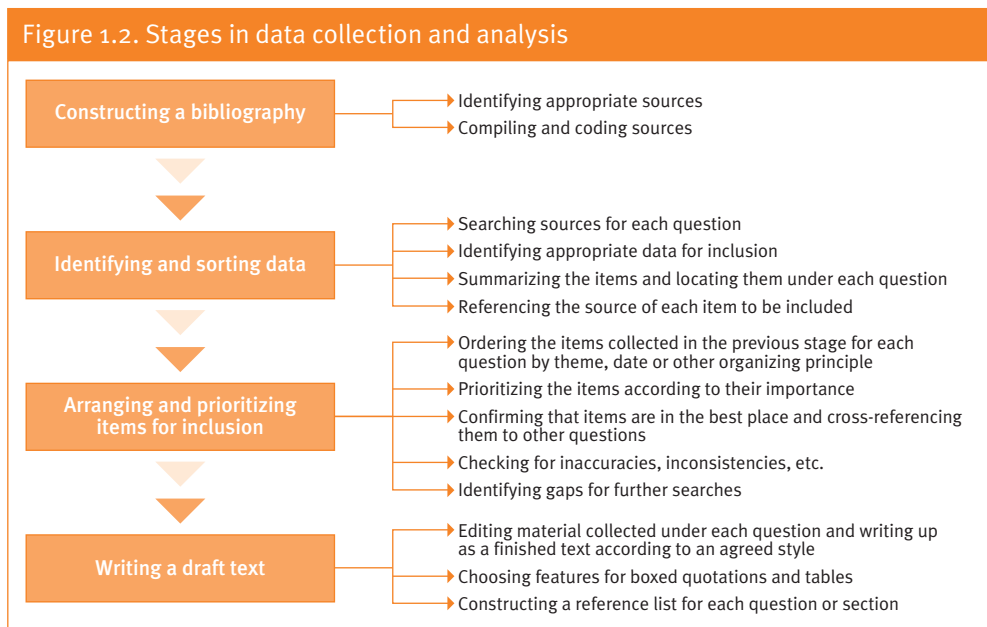 Figure 1.2. Stages in data collection and analysis
Constructing a bibliography
Identifying appropriate sources
Compiling and coding sources
Identifying and sorting data
Searching sources for each question
Identifying appropriate data for inclusion
Summarizing the items and locating them under each question
Referencing the source of each item to be included
Arranging and prioritizing
items for inclusion
Ordering the items collected in the previous stage for each
question by theme, date or other organizing principle
Prioritizing the items according to their importance
Confirming that items are in the best place and cross-referencing
them to other questions
Checking for inaccuracies, inconsistencies, etc.
Identifying gaps for further searches
Writing a draft text
Editing material collected under each question and writing up
as a finished text according to an agreed style
Choosing features for boxed quotations and tables
Constructing a reference list for each question or section